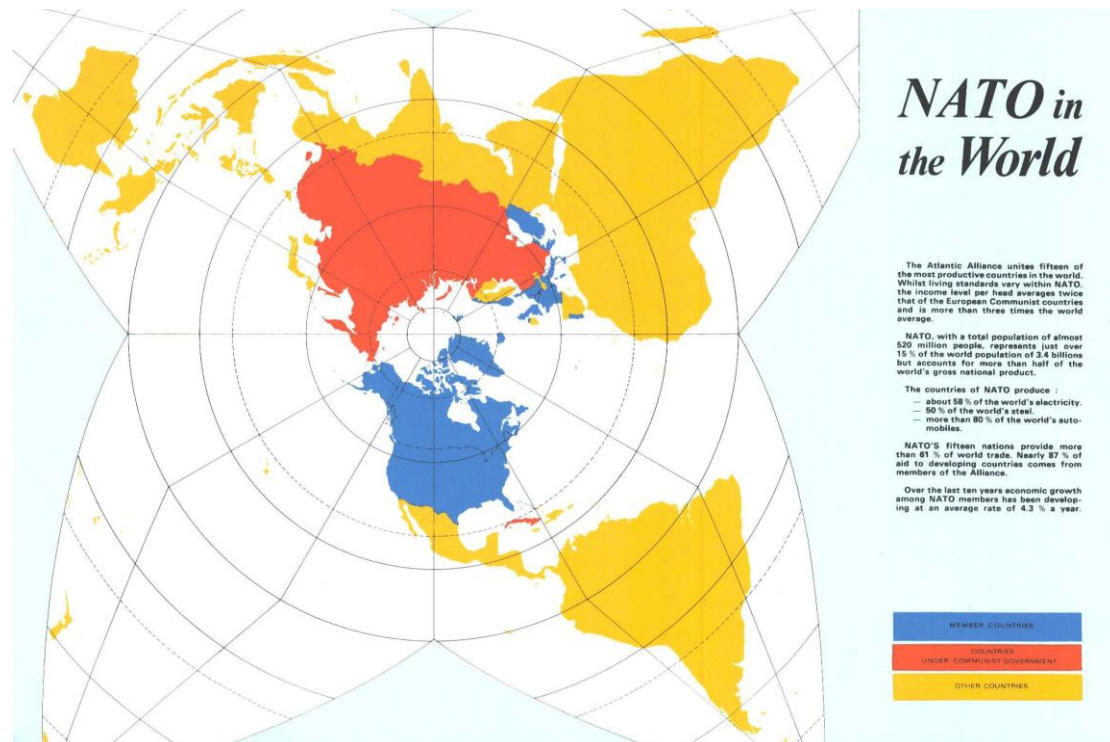 NATO in
the World
The Atlantic Alliance unites fifteen of
the most productive countries in the world.
Whilst living standards vary within NATO,
the income level per head averages twice
that of the European Communist countries
and is more than three times the world
average.
NATO, with a total population of almost
520 million people, represents just over
15 % of the world population of 3.4 billions
but accounts for more than half of the
world's gross national product.
The countries of NATO produce :
— about 58 % of the world's electricity.
— 50 % of the world's steel.
— more than 80 % of the world's auto-
mobiles.
NATO'S fifteen nations provide more
than 61 % of world trade. Nearly 87 % of
aid to developing countries comes from
members of the Alliance.
Over the last ten years economic growth
among NATO members has been develop-
ing at an average rate of 4.3 % a year.
MEMBER COUNTRIES
COUNTRIES
UNDER COMMUNIST GOVERNMENT
OTHER COUNTRIES